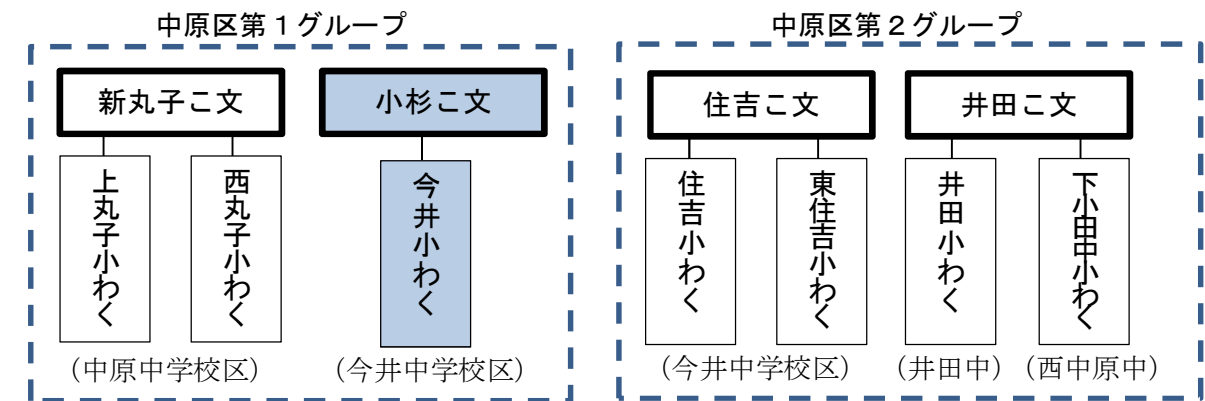 中原区第１グループ
新丸子こ文
小杉こ文
上丸子小わく
西丸子小わく
今井小わく
（中原中学校区）
（今井中学校区）
中原区第２グループ
住吉こ文
井田こ文
住吉小わく
東住吉小わく
井田小わく
下小田中小わく
（今井中学校区）
（井田中）
（西中原中）